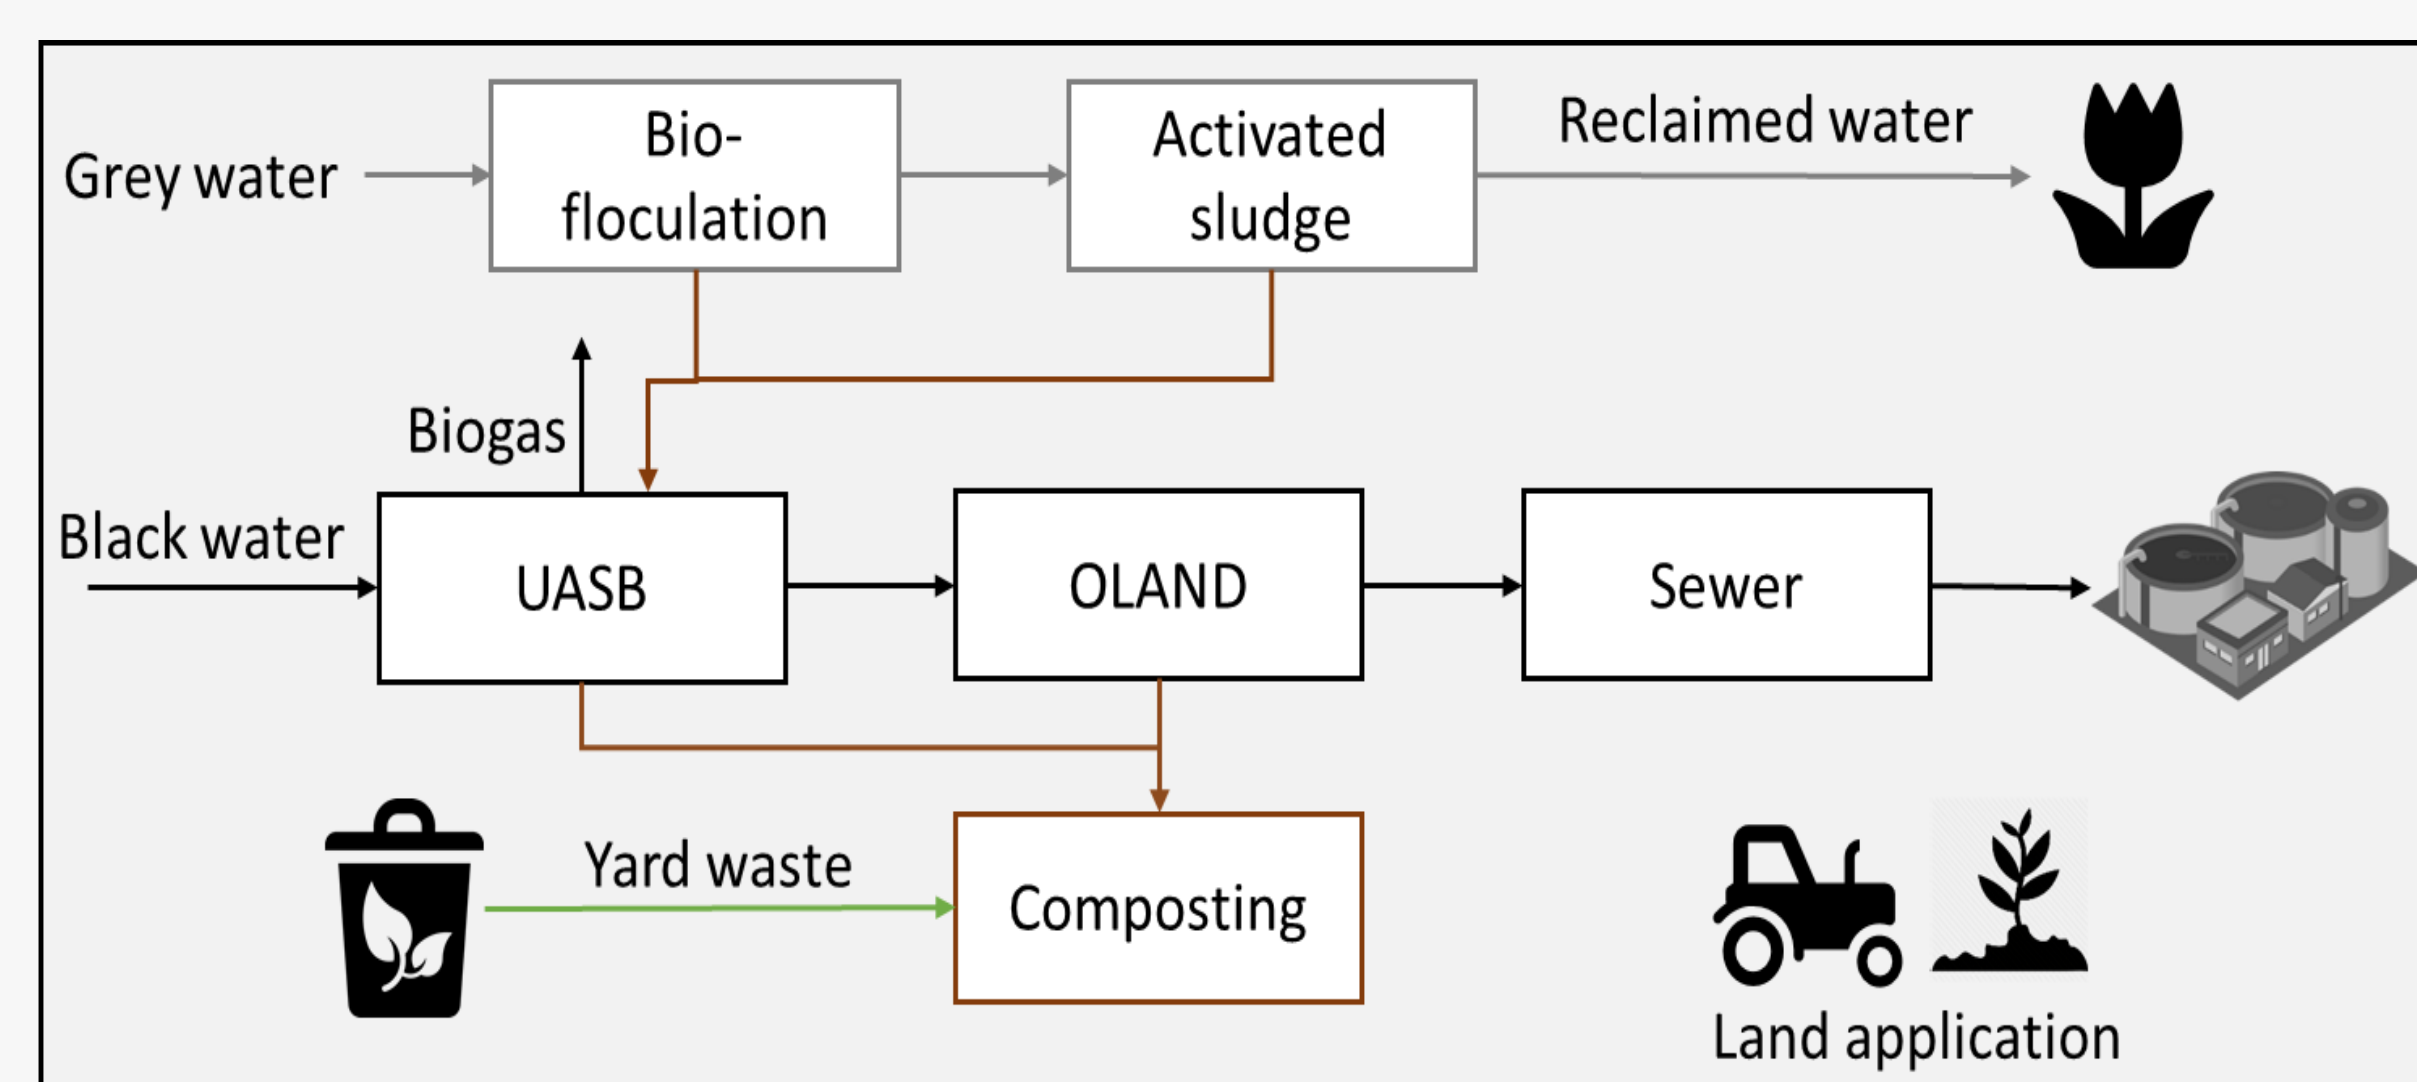 Grey water
Bio-
floculation
Activated
sludge
Reclaimed water
Biogas
Black water
UASB
OLAND
Sewer
Yard waste
Composting
Land application